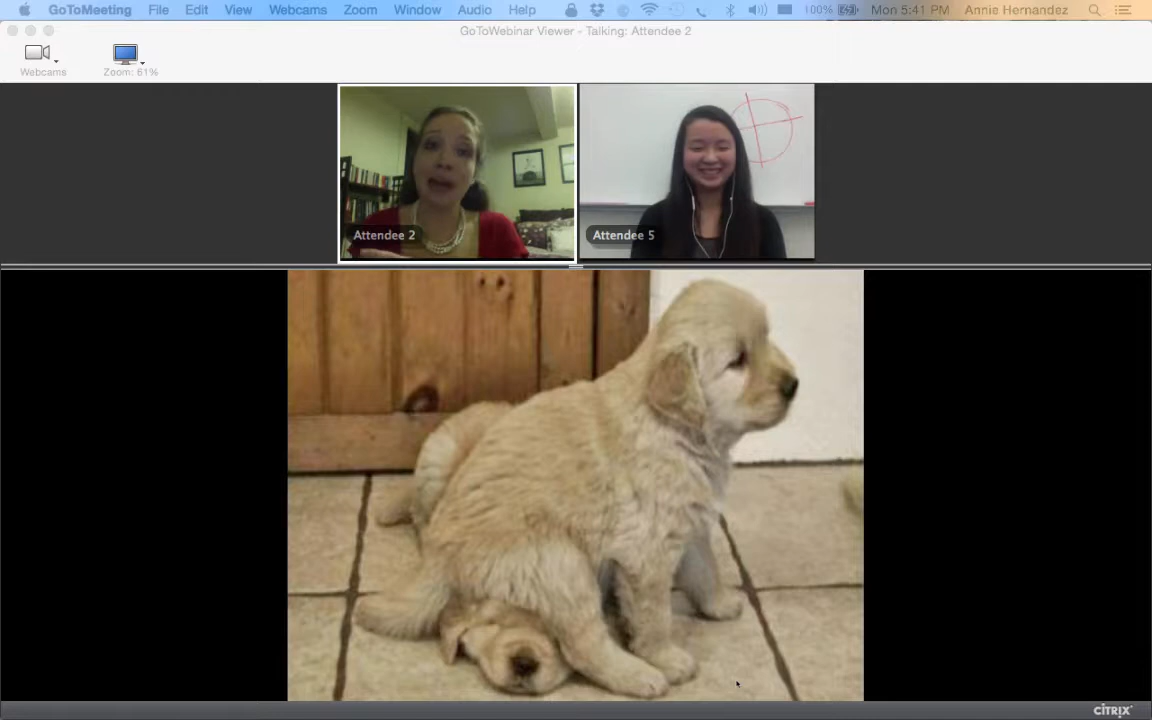 GoToMeeting File Edit View Webcams Zoom Window Audio Help 100% Mon 5:41 PM Annie Hernandez
GoToWebinar Viewer - Talking: Attendee 2
Webcams Zoom: 61%
Attendee 2 Attendee 5
CITRIX